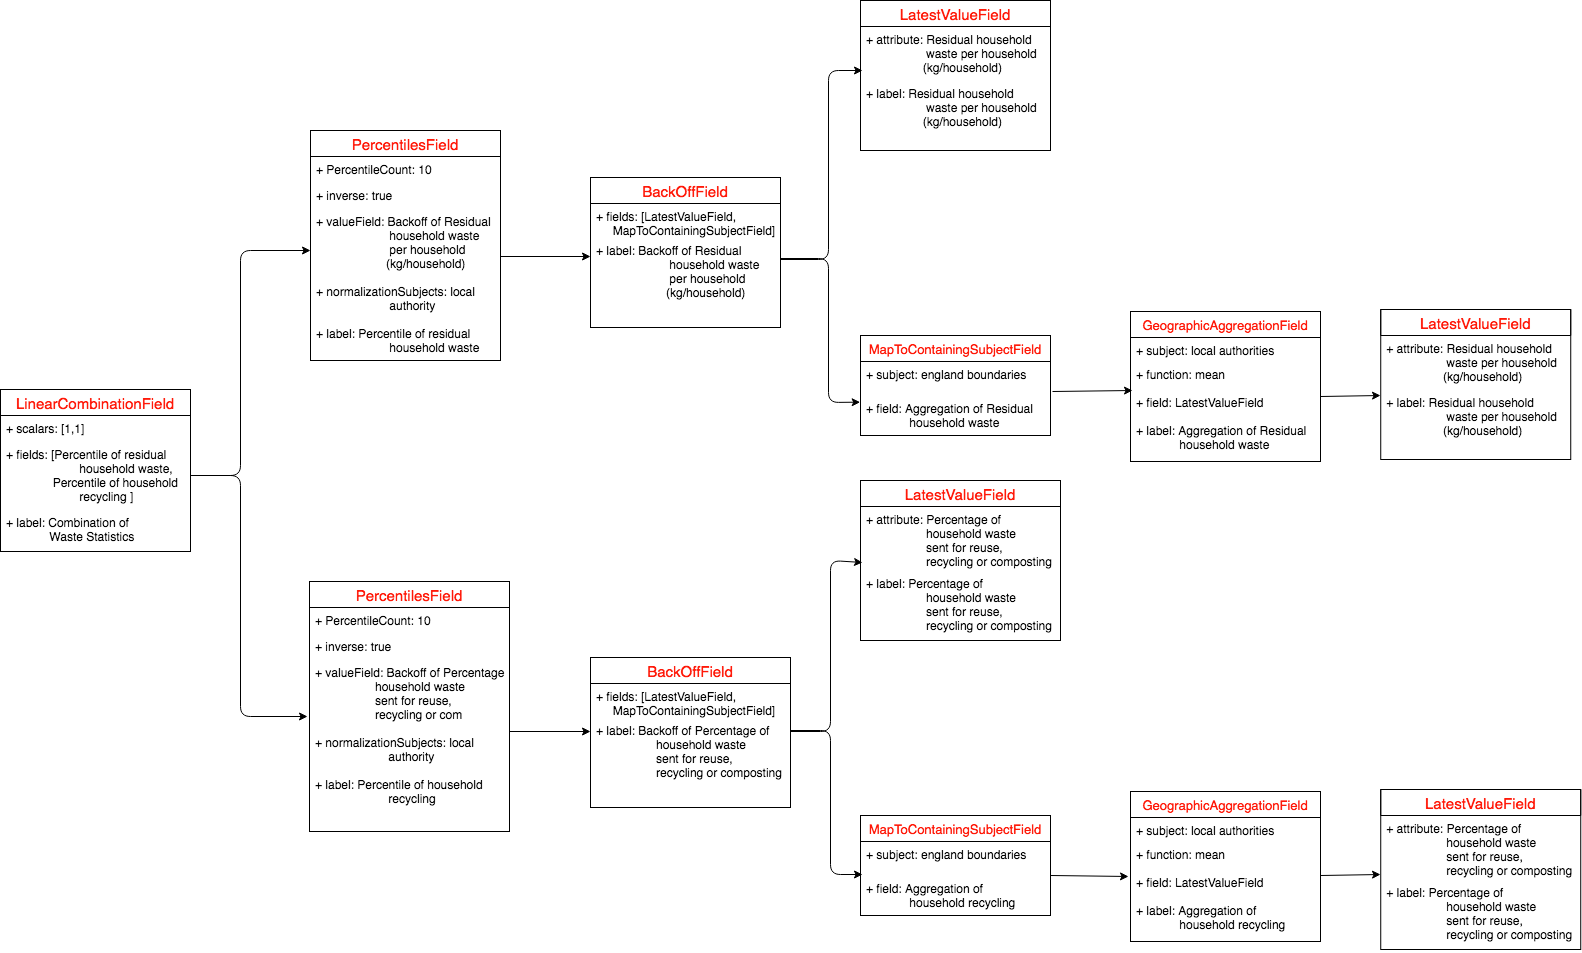 LatestValueField
+ attribute: Residual household
waste per household
(kg/household)
+ label: Residual household
waste per household
(kg/household)
PercentilesField
+ PercentileCount: 10
+ inverse: true
+ valueField: Backoff of Residual
household waste
per household
(kg/household)
+ normalizationSubjects: local
authority
+ label: Percentile of residual
household waste
BackOffField
+ fields: [LatestValueField,
MapToContainingSubjectField]
+ label: Backoff of Residual
household waste
per household
(kg/household)
MapToContainingSubjectField
+ subject: england boundaries
+ field: Aggregation of Residual
household waste
GeographicAggregationField
+ subject: local authorities
+ function: mean
+ field: LatestValueField
+ label: Aggregation of Residual
household waste
LatestValueField
+ attribute: Residual household
waste per household
(kg/household)
+ label: Residual household
waste per household
(kg/household)
LinearCombinationField
+ scalars: [1,1]
+ fields: [Percentile of residual
household waste,
Percentile of household
recycling ]
+ label: Combination of
Waste Statistics
LatestValueField
+ attribute: Percentage of
household waste
sent for reuse,
recycling or composting
+ label: Percentage of
household waste
sent for reuse,
recycling or composting
PercentilesField
+ PercentileCount: 10
+ inverse: true
+ valueField: Backoff of Percentage
household waste
sent for reuse,
recycling or com
+ normalizationSubjects: local
authority
+ label: Percentile of household
recycling
BackOffField
+ fields: [LatestValueField,
MapToContainingSubjectField]
+ label: Backoff of Percentage of
household waste
sent for reuse,
recycling or composting
MapToContainingSubjectField
+ subject: england boundaries
+ field: Aggregation of
household recycling
GeographicAggregationField
+ subject: local authorities
+ function: mean
+ field: LatestValueField
+ label: Aggregation of
household recycling
LatestValueField
+ attribute: Percentage of
household waste
sent for reuse,
recycling or composting
+ label: Percentage of
household waste
sent for reuse,
recycling or composting